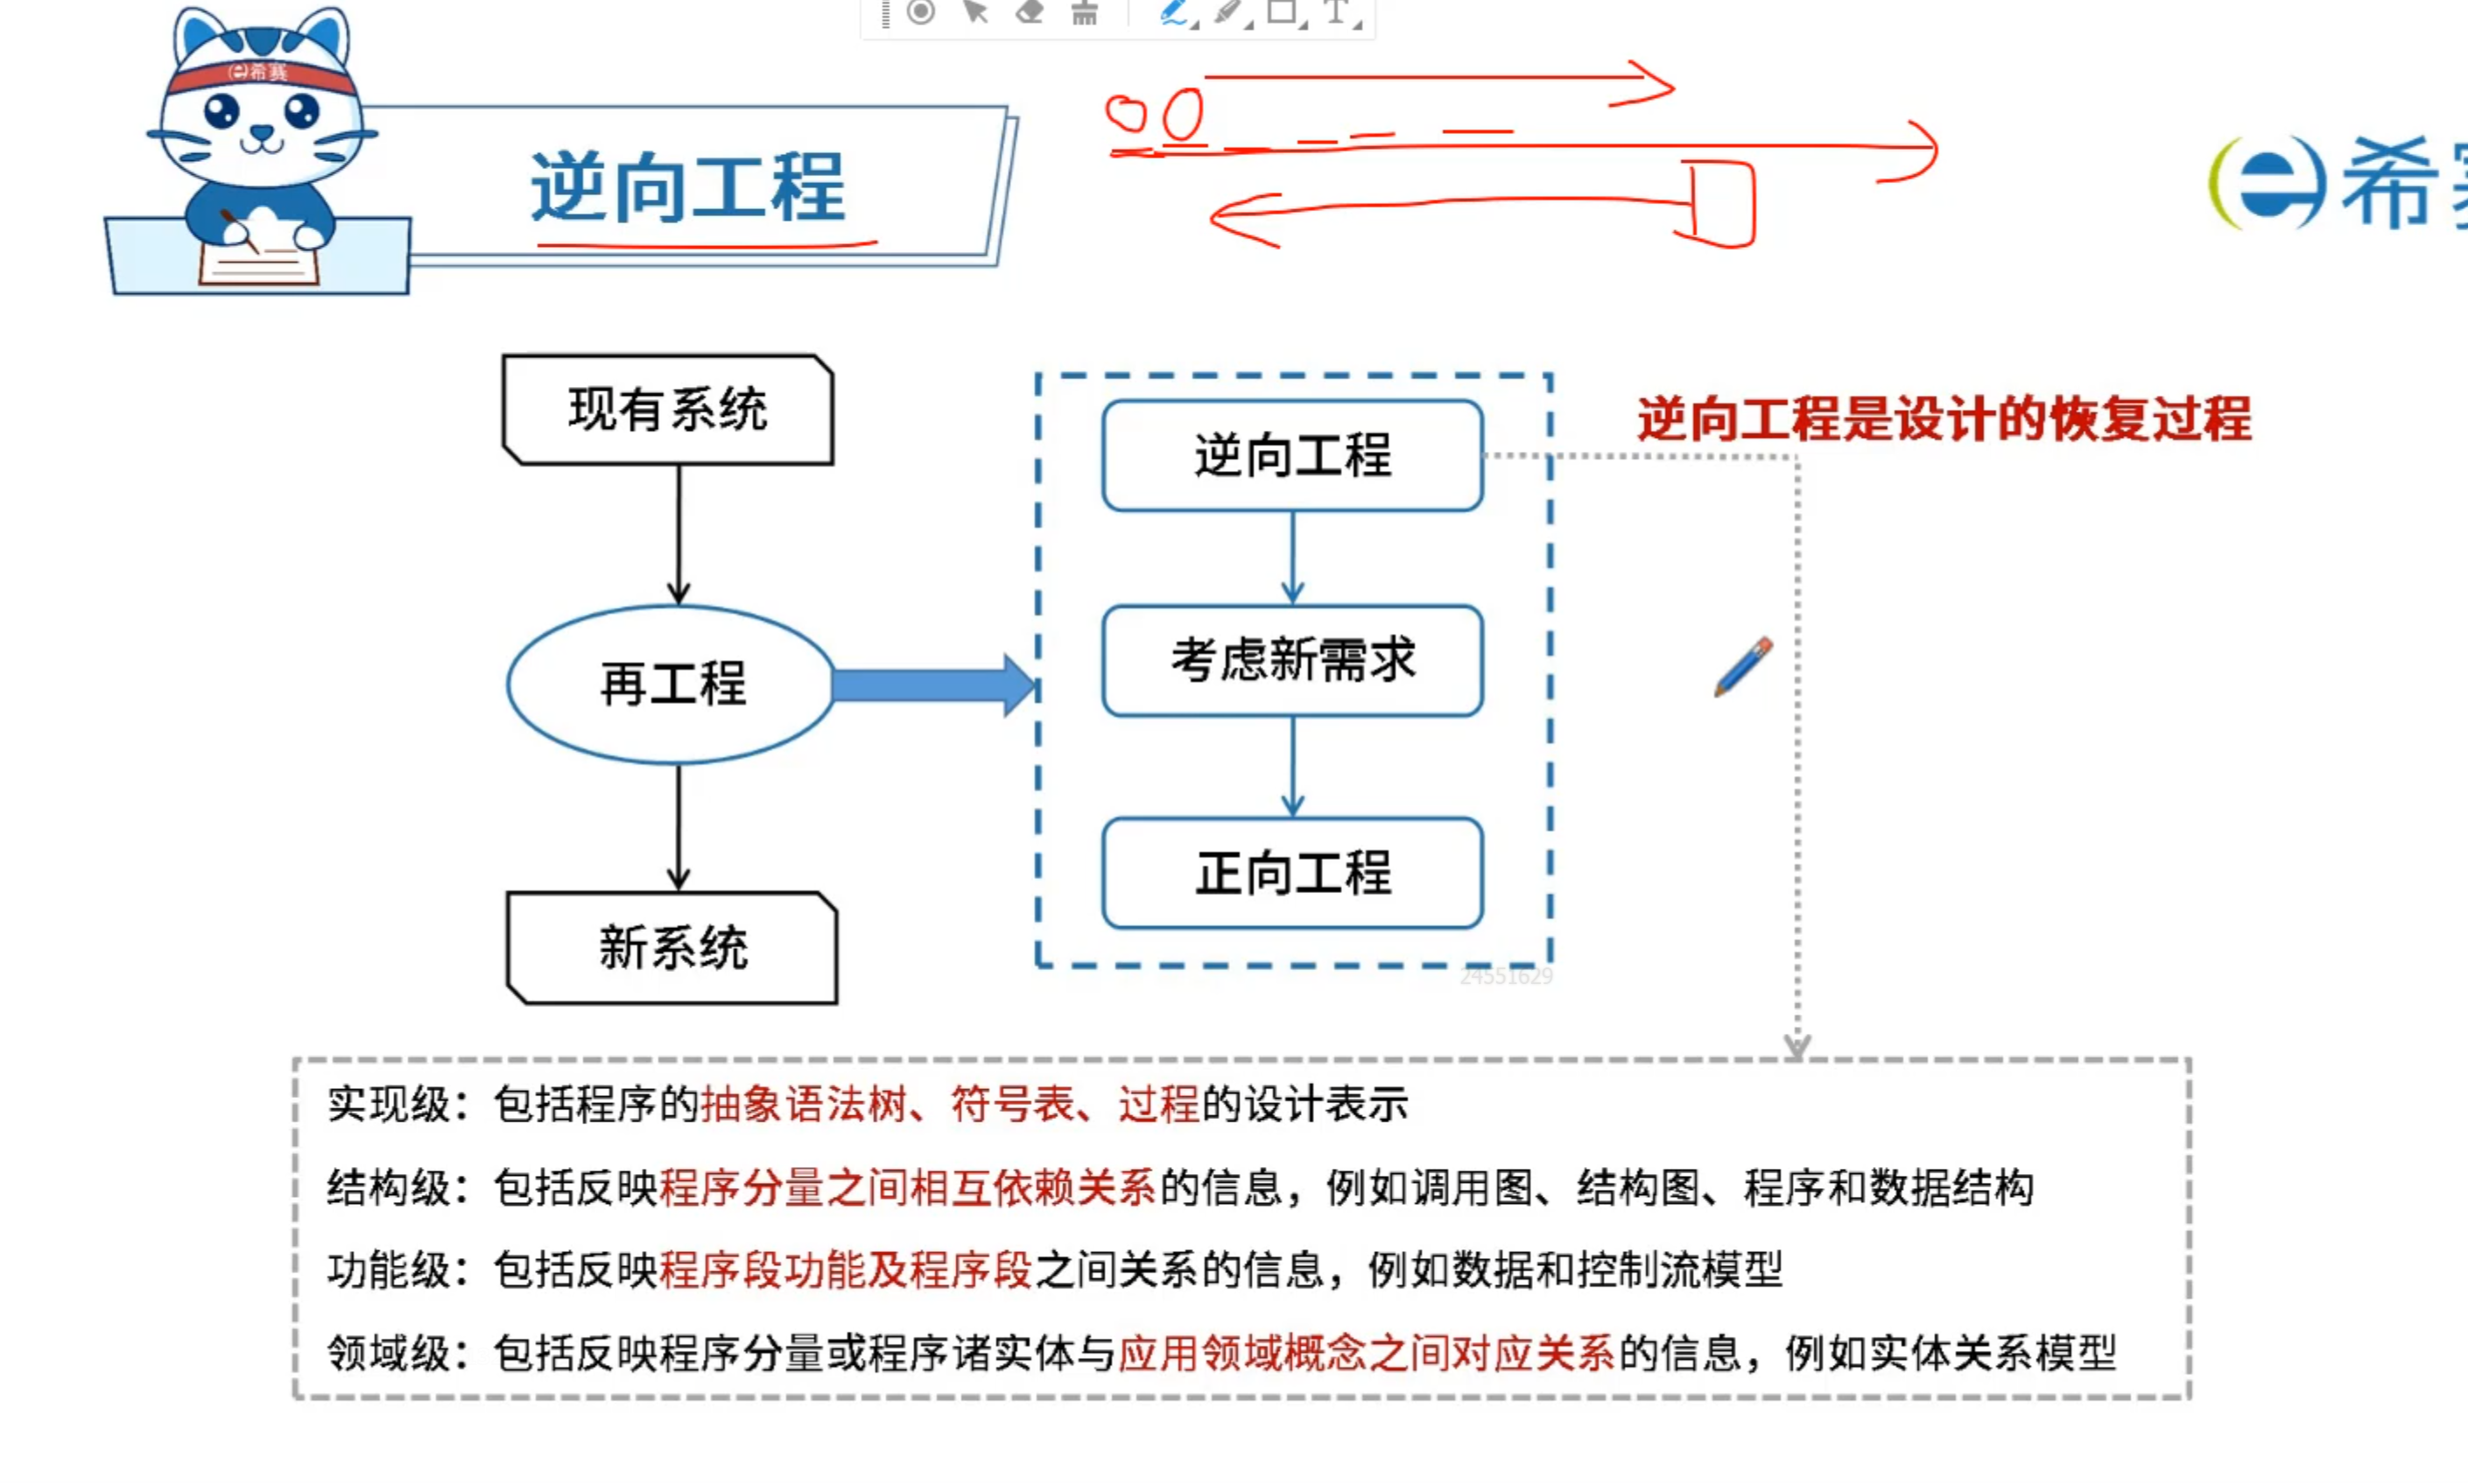 e希赛
逆向工程
e希
现有系统
再工程
新系统
逆向工程
考虑新需求
正向工程
逆向工程是设计的恢复过程
24551629
实现级：包括程序的抽象语法树、符号表、过程的设计表示
结构级：包括反映程序分量之间相互依赖关系的信息，例如调用图、结构图、程序和数据结构
功能级：包括反映程序段功能及程序段之间关系的信息，例如数据和控制流模型
领域级：包括反映程序分量或程序诸实体与应用领域概念之间对应关系的信息，例如实体关系模型